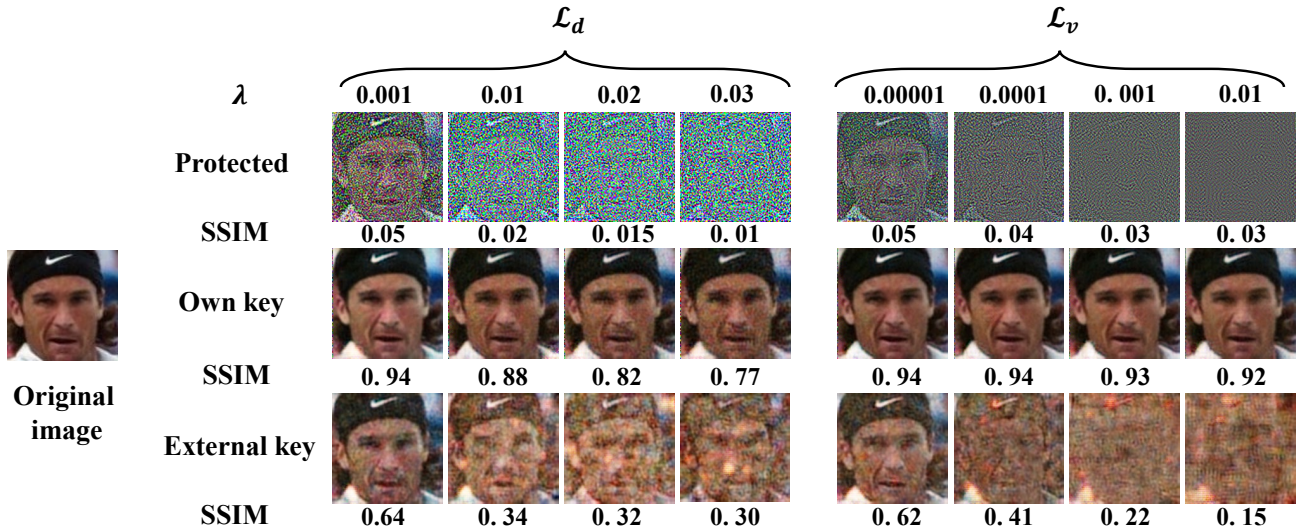 ℒd ℒv
λ 0.001 0.01 0.02 0.03 0.00001 0.0001 0. 001 0.01
Protected
SSIM 0.05 0. 02 0. 015 0. 01 0.05 0. 04 0. 03 0. 03
Own key
SSIM 0. 94 0. 88 0. 82 0. 77 0. 94 0. 94 0. 93 0. 92
Original
image
External key
SSIM 0.64 0. 34 0. 32 0. 30 0. 62 0. 41 0. 22 0. 15